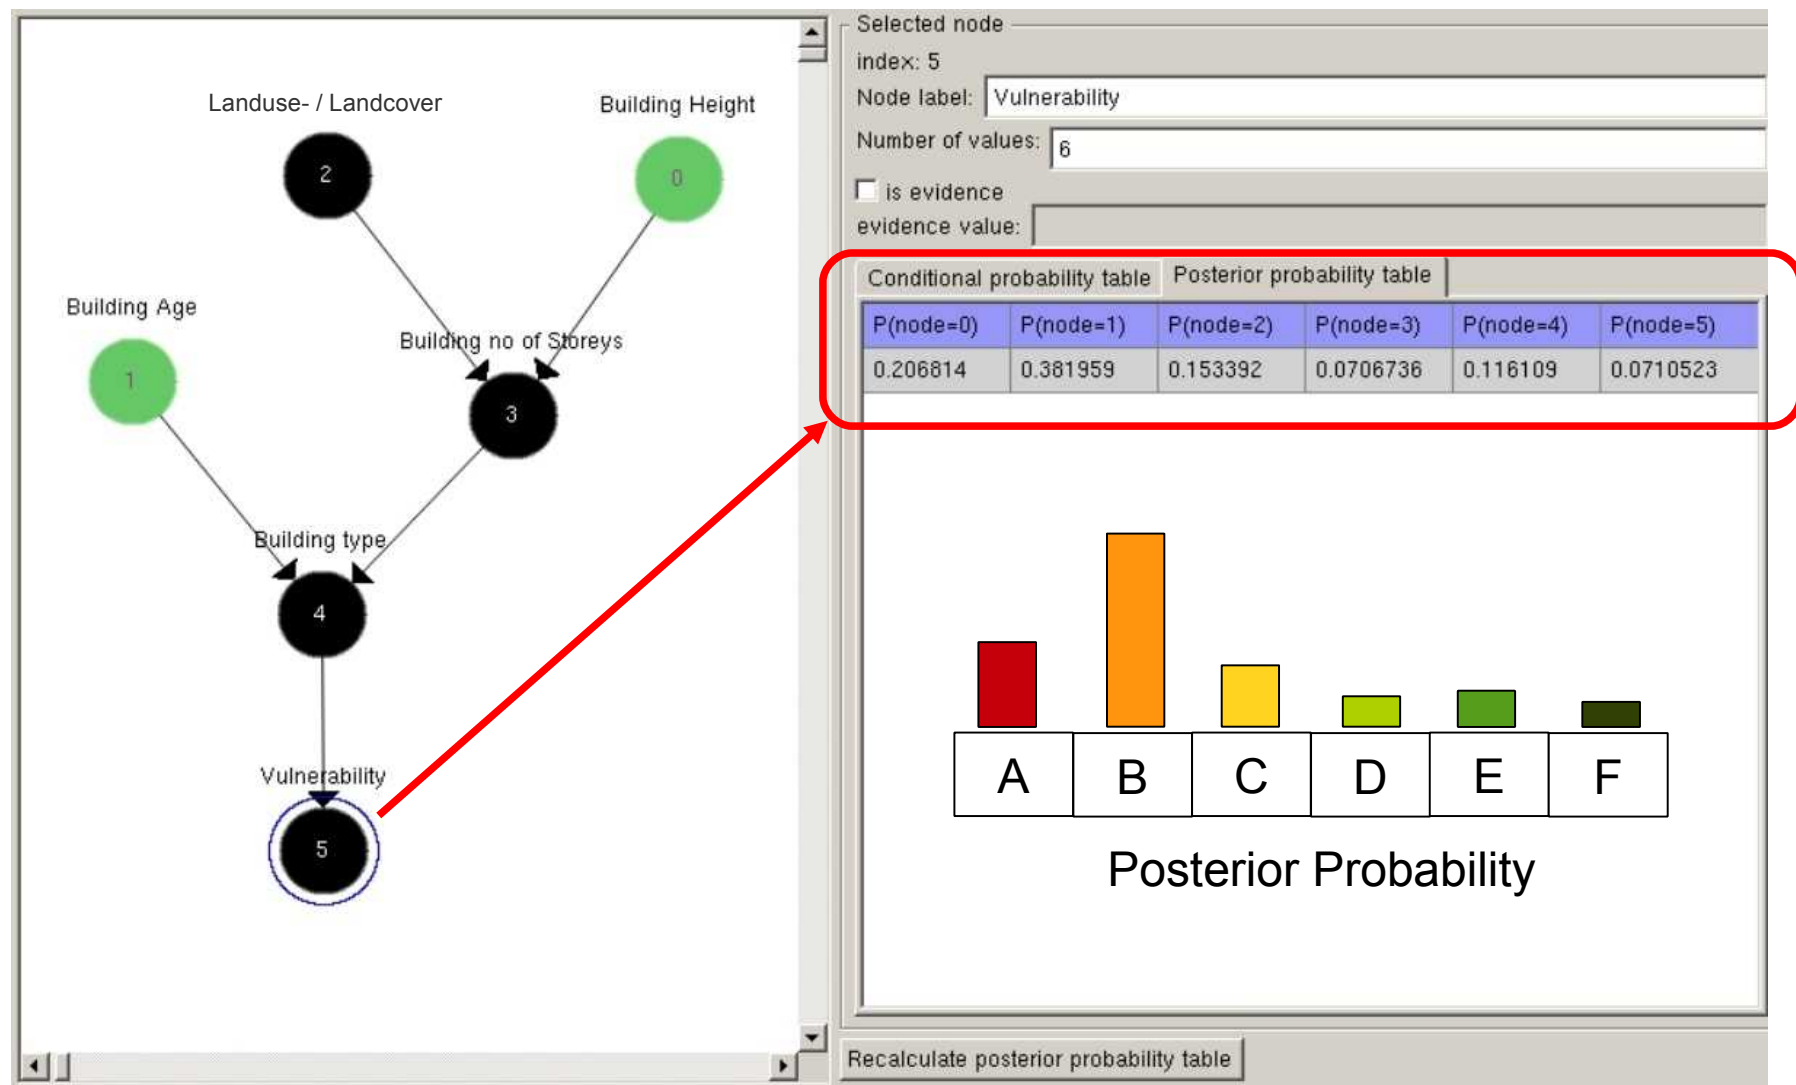 Landuse- / Landcover
Building Height
2
0
Building Age
1
Building no of Storeys
3
Building type
4
Vulnerability
5
Selected node
index: 5
Node label: Vulnerability
Number of values: 6
is evidence
evidence value:
Conditional probability table Posterior probability table
P(node=0) P(node=1) P(node=2) P(node=3) P(node=4) P(node=5)
0.206814 0.381959 0.153392 0.0706736 0.116109 0.0710523
A B C D E F
Posterior Probability
Recalculate posterior probability table